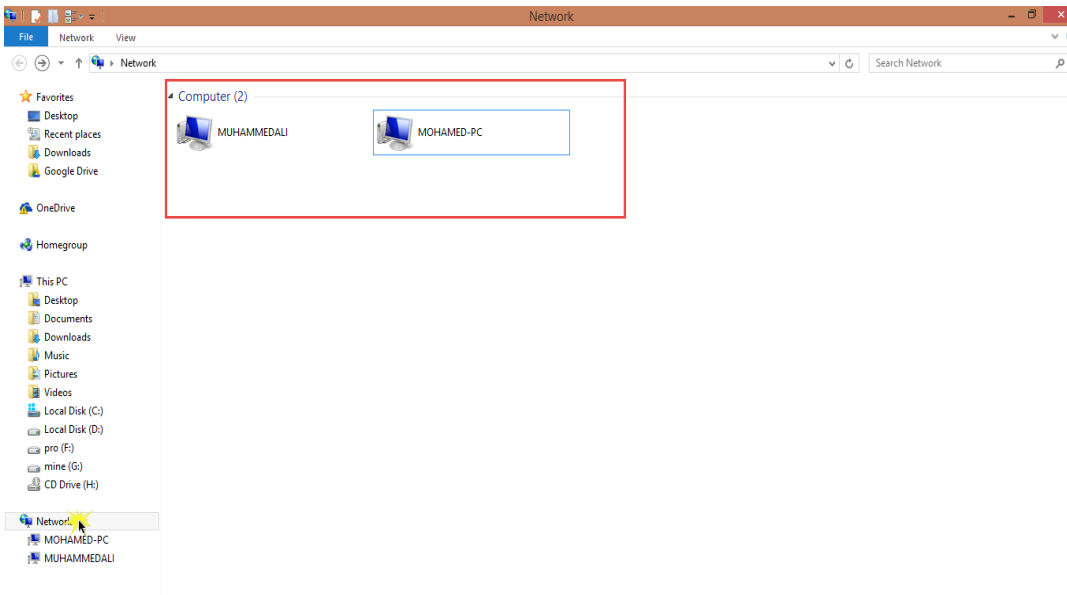 Network
File Network View
Network
Search Network
Favorites
Desktop
Recent places
Downloads
Google Drive
OneDrive
Homegroup
This PC
Desktop
Documents
Downloads
Music
Pictures
Videos
Local Disk (C:)
Local Disk (D:)
pro (F:)
mine (G:)
CD Drive (H:)
Network
MOHAMED-PC
MUHAMMEDALI
Computer (2)
MUHAMMEDALI MOHAMED-PC